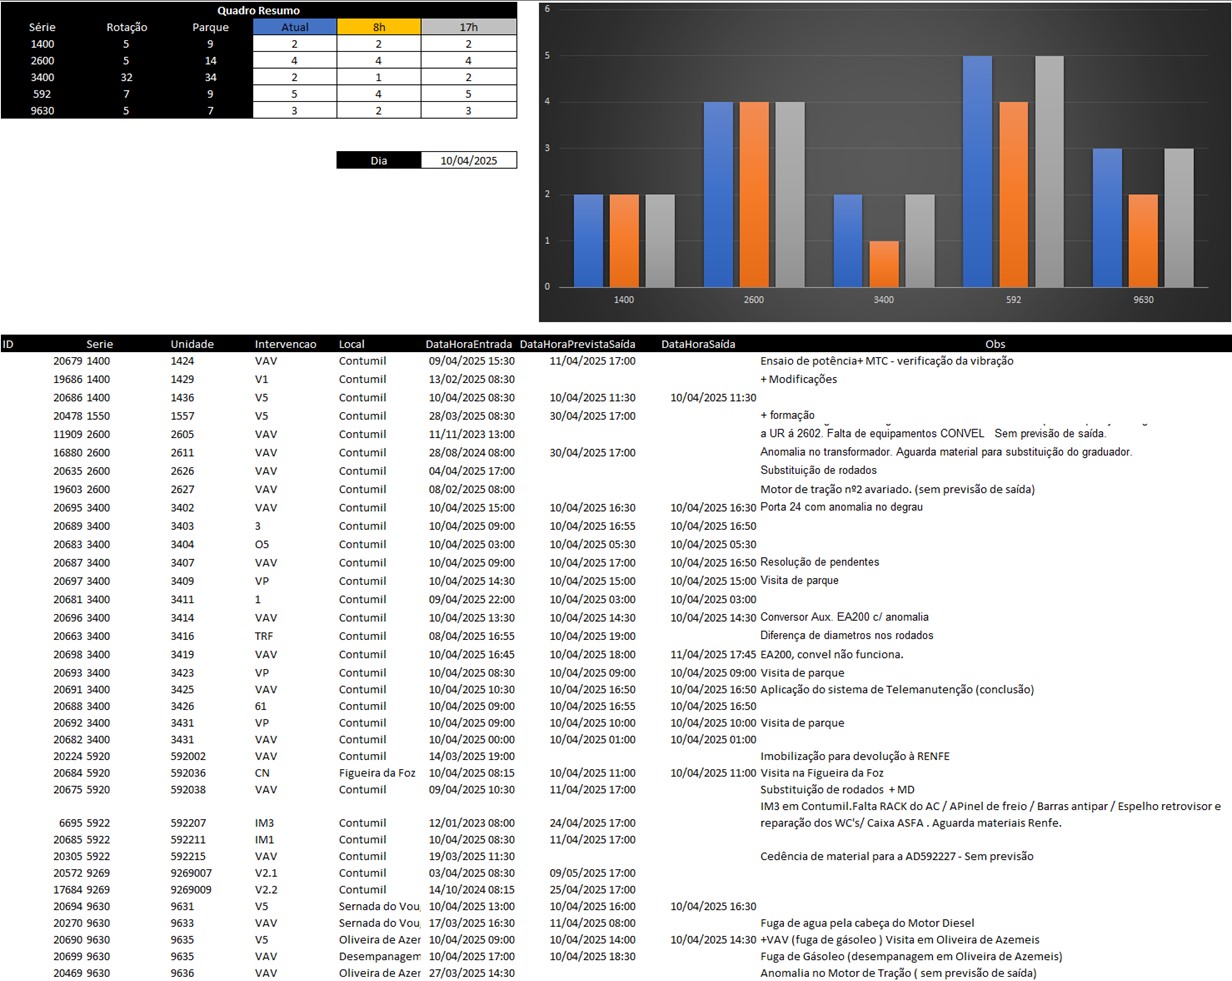 Quadro Resumo
Série Rotação Parque Atual 8h 17h
1400 5 9 2 2 2
2600 5 14 4 4 4
3400 32 34 2 1 2
592 7 9 5 4 5
9630 5 7 3 2 3
Dia 10/04/2025
6
5
4
3
2
1
0
1400 2600 3400 592 9630
ID Serie Unidade Intervencao Local DataHoraEntrada DataHoraPrevistaSaída DataHoraSaída Obs
20679 1400 1424 VAV Contumil 09/04/2025 15:30 11/04/2025 17:00 Ensaio de potência+ MTC - verificação da vibração
19686 1400 1429 V1 Contumil 13/02/2025 08:30 + Modificações
20686 1400 1436 V5 Contumil 10/04/2025 08:30 10/04/2025 11:30 10/04/2025 11:30
20478 1550 1557 V5 Contumil 28/03/2025 08:30 30/04/2025 17:00 + formação
11909 2600 2605 VAV Contumil 11/11/2023 13:00 a UR á 2602. Falta de equipamentos CONVEL Sem previsão de saída.
16880 2600 2611 VAV Contumil 28/08/2024 08:00 30/04/2025 17:00 Anomalia no transformador. Aguarda material para substituição do graduador.
20635 2600 2626 VAV Contumil 04/04/2025 17:00 Substituição de rodados
19603 2600 2627 VAV Contumil 08/02/2025 08:00 Motor de tração nº2 avariado. (sem previsão de saída)
20695 3400 3402 VAV Contumil 10/04/2025 15:00 10/04/2025 16:30 10/04/2025 16:30 Porta 24 com anomalia no degrau
20689 3400 3403 3 Contumil 10/04/2025 09:00 10/04/2025 16:55 10/04/2025 16:50
20683 3400 3404 O5 Contumil 10/04/2025 03:00 10/04/2025 05:30 10/04/2025 05:30
20687 3400 3407 VAV Contumil 10/04/2025 09:00 10/04/2025 17:00 10/04/2025 16:50 Resolução de pendentes
20697 3400 3409 VP Contumil 10/04/2025 14:30 10/04/2025 15:00 10/04/2025 15:00 Visita de parque
20681 3400 3411 1 Contumil 09/04/2025 22:00 10/04/2025 03:00 10/04/2025 03:00
20696 3400 3414 VAV Contumil 10/04/2025 13:30 10/04/2025 14:30 10/04/2025 14:30 Conversor Aux. EA200 c/ anomalia
20663 3400 3416 TRF Contumil 08/04/2025 16:55 10/04/2025 19:00 Diferença de diametros nos rodados
20698 3400 3419 VAV Contumil 10/04/2025 16:45 10/04/2025 18:00 11/04/2025 17:45 EA200, convel não funciona.
20693 3400 3423 VP Contumil 10/04/2025 08:30 10/04/2025 09:00 10/04/2025 09:00 Visita de parque
20691 3400 3425 VAV Contumil 10/04/2025 10:30 10/04/2025 16:50 10/04/2025 16:50 Aplicação do sistema de Telemanutenção (conclusão)
20688 3400 3426 61 Contumil 10/04/2025 09:00 10/04/2025 16:55 10/04/2025 16:50
20692 3400 3431 VP Contumil 10/04/2025 09:00 10/04/2025 10:00 10/04/2025 10:00 Visita de parque
20682 3400 3431 VAV Contumil 10/04/2025 00:00 10/04/2025 01:00 10/04/2025 01:00
20224 5920 592002 VAV Contumil 14/03/2025 19:00 Imobilização para devolução à RENFE
20684 5920 592036 CN Figueira da Foz 10/04/2025 08:15 10/04/2025 11:00 10/04/2025 11:00 Visita na Figueira da Foz
20675 5920 592038 VAV Contumil 09/04/2025 10:30 11/04/2025 17:00 Substituição de rodados + MD
IM3 em Contumil.Falta RACK do AC / APinel de freio / Barras antipar / Espelho retrovisor e
6695 5922 592207 IM3 Contumil 12/01/2023 08:00 24/04/2025 17:00 reparação dos WC's/ Caixa ASFA . Aguarda materiais Renfe.
20685 5922 592211 IM1 Contumil 10/04/2025 08:30 11/04/2025 17:00
20305 5922 592215 VAV Contumil 19/03/2025 11:30 Cedência de material para a AD592227 - Sem previsão
20572 9269 9269007 V2.1 Contumil 03/04/2025 08:30 09/05/2025 17:00
17684 9269 9269009 V2.2 Contumil 14/10/2024 08:15 25/04/2025 17:00
20694 9630 9631 V5 Sernada do Vou 10/04/2025 13:00 10/04/2025 16:00 10/04/2025 16:30
20270 9630 9633 VAV Sernada do Vou 17/03/2025 16:30 11/04/2025 08:00 Fuga de agua pela cabeça do Motor Diesel
20690 9630 9635 V5 Oliveira de Azer 10/04/2025 09:00 10/04/2025 14:00 10/04/2025 14:30 +VAV (fuga de gásoleo ) Visita em Oliveira de Azemeis
20699 9630 9635 VAV Desempanagem 10/04/2025 17:00 10/04/2025 18:30 Fuga de Gásoleo (desempanagem em Oliveira de Azemeis)
20469 9630 9636 VAV Oliveira de Azer 27/03/2025 14:30 Anomalia no Motor de Tração ( sem previsão de saída)